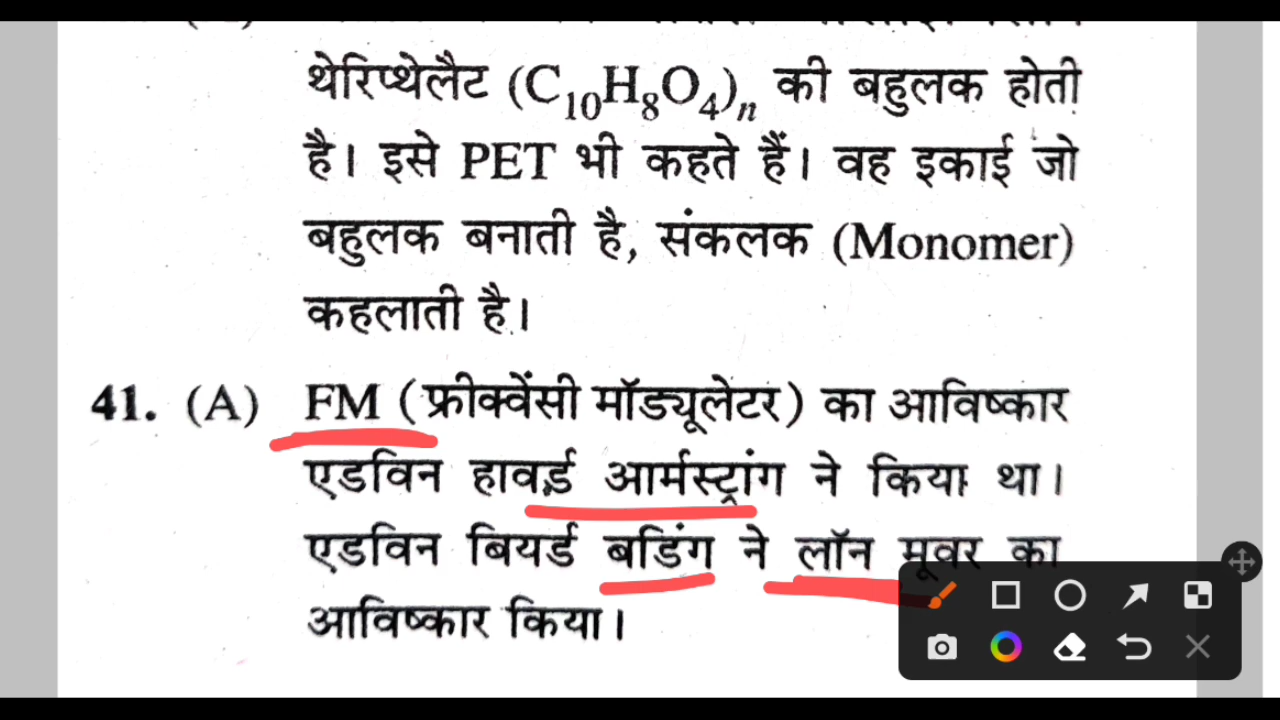 थेरिप्थेलैट (C₁₀H₈O₄)ₙ की बहुलक होती
है। इसे PET भी कहते हैं। वह इकाई जो
बहुलक बनाती है, संकलक (Monomer)
कहलाती है।
41. (A) FM (फ्रीक्वेंसी मॉड्यूलेटर) का आविष्कार
एडविन हावर्ड आर्मस्ट्रांग ने किया था।
एडविन बियर्ड बडिंग ने लॉन मूवर का
आविष्कार किया।